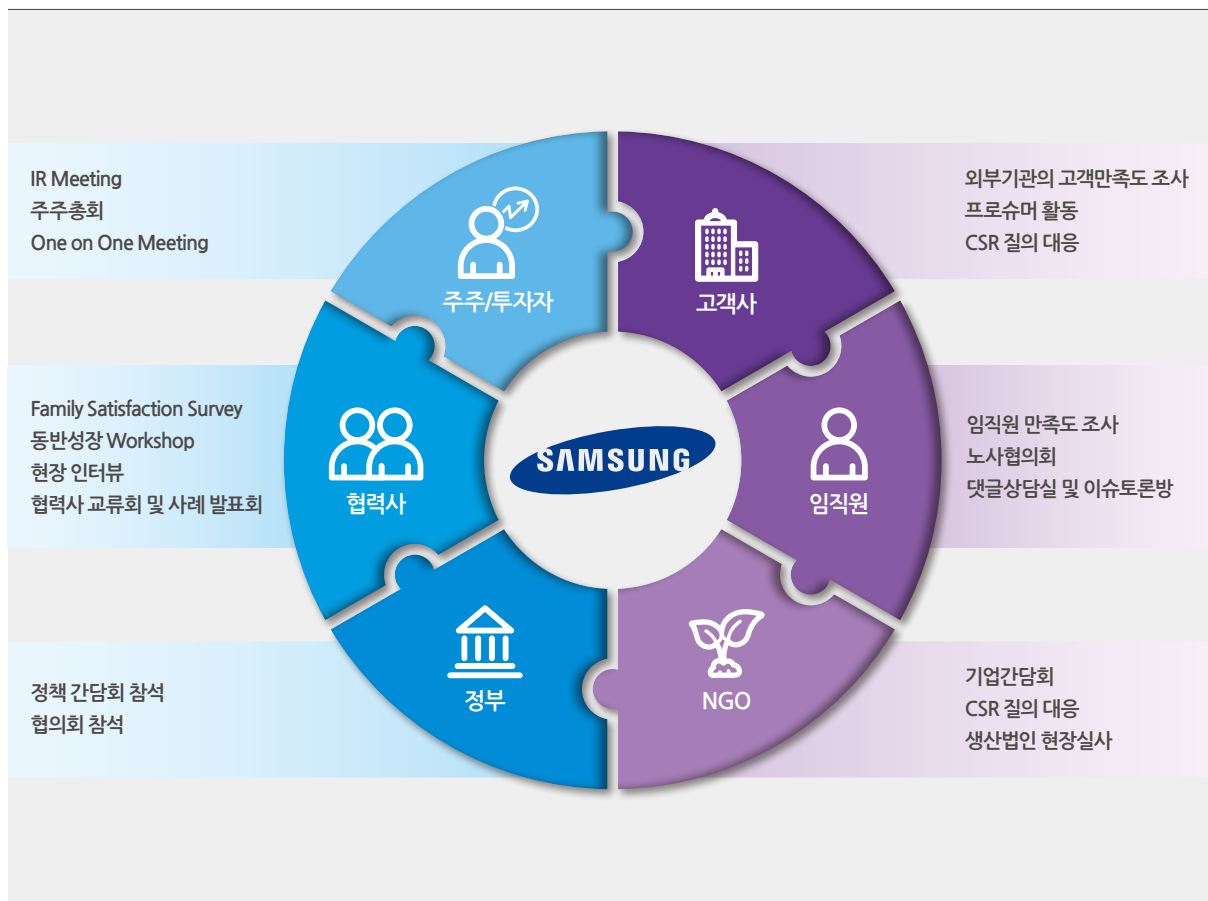 IR Meeting
주주총회
One on One Meeting
주주/투자자
고객사
외부기관의 고객만족도 조사
프로슈머 활동
CSR 질의 대응
Family Satisfaction Survey
동반성장 Workshop
현장 인터뷰
협력사 교류회 및 사례 발표회
협력사
SAMSUNG
임직원
임직원 만족도 조사
노사협의회
댓글상담실 및 이슈토론방
정책 간담회 참석
협의회 참석
정부
NGO
기업간담회
CSR 질의 대응
생산법인 현장실사